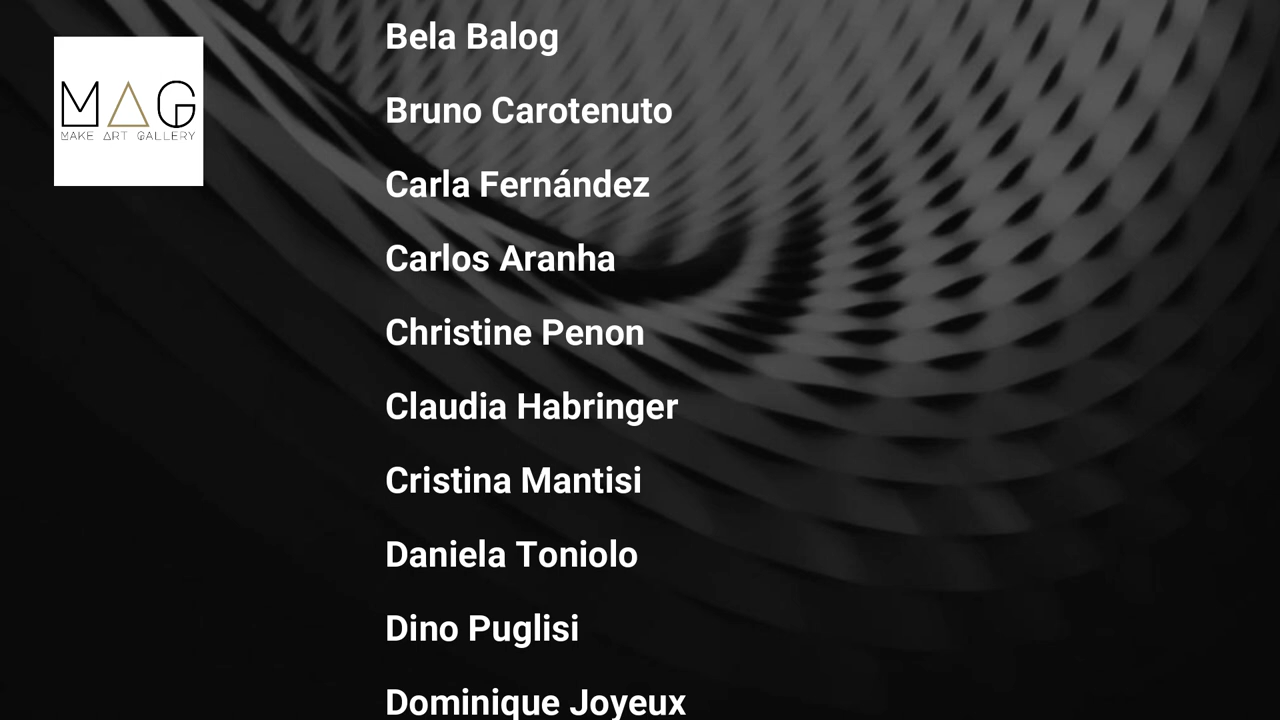 MAG
MAKE ART GALLERY
Bela Balog
Bruno Carotenuto
Carla Fernández
Carlos Aranha
Christine Penon
Claudia Habringer
Cristina Mantisi
Daniela Toniolo
Dino Puglisi
Dominique Joyeux